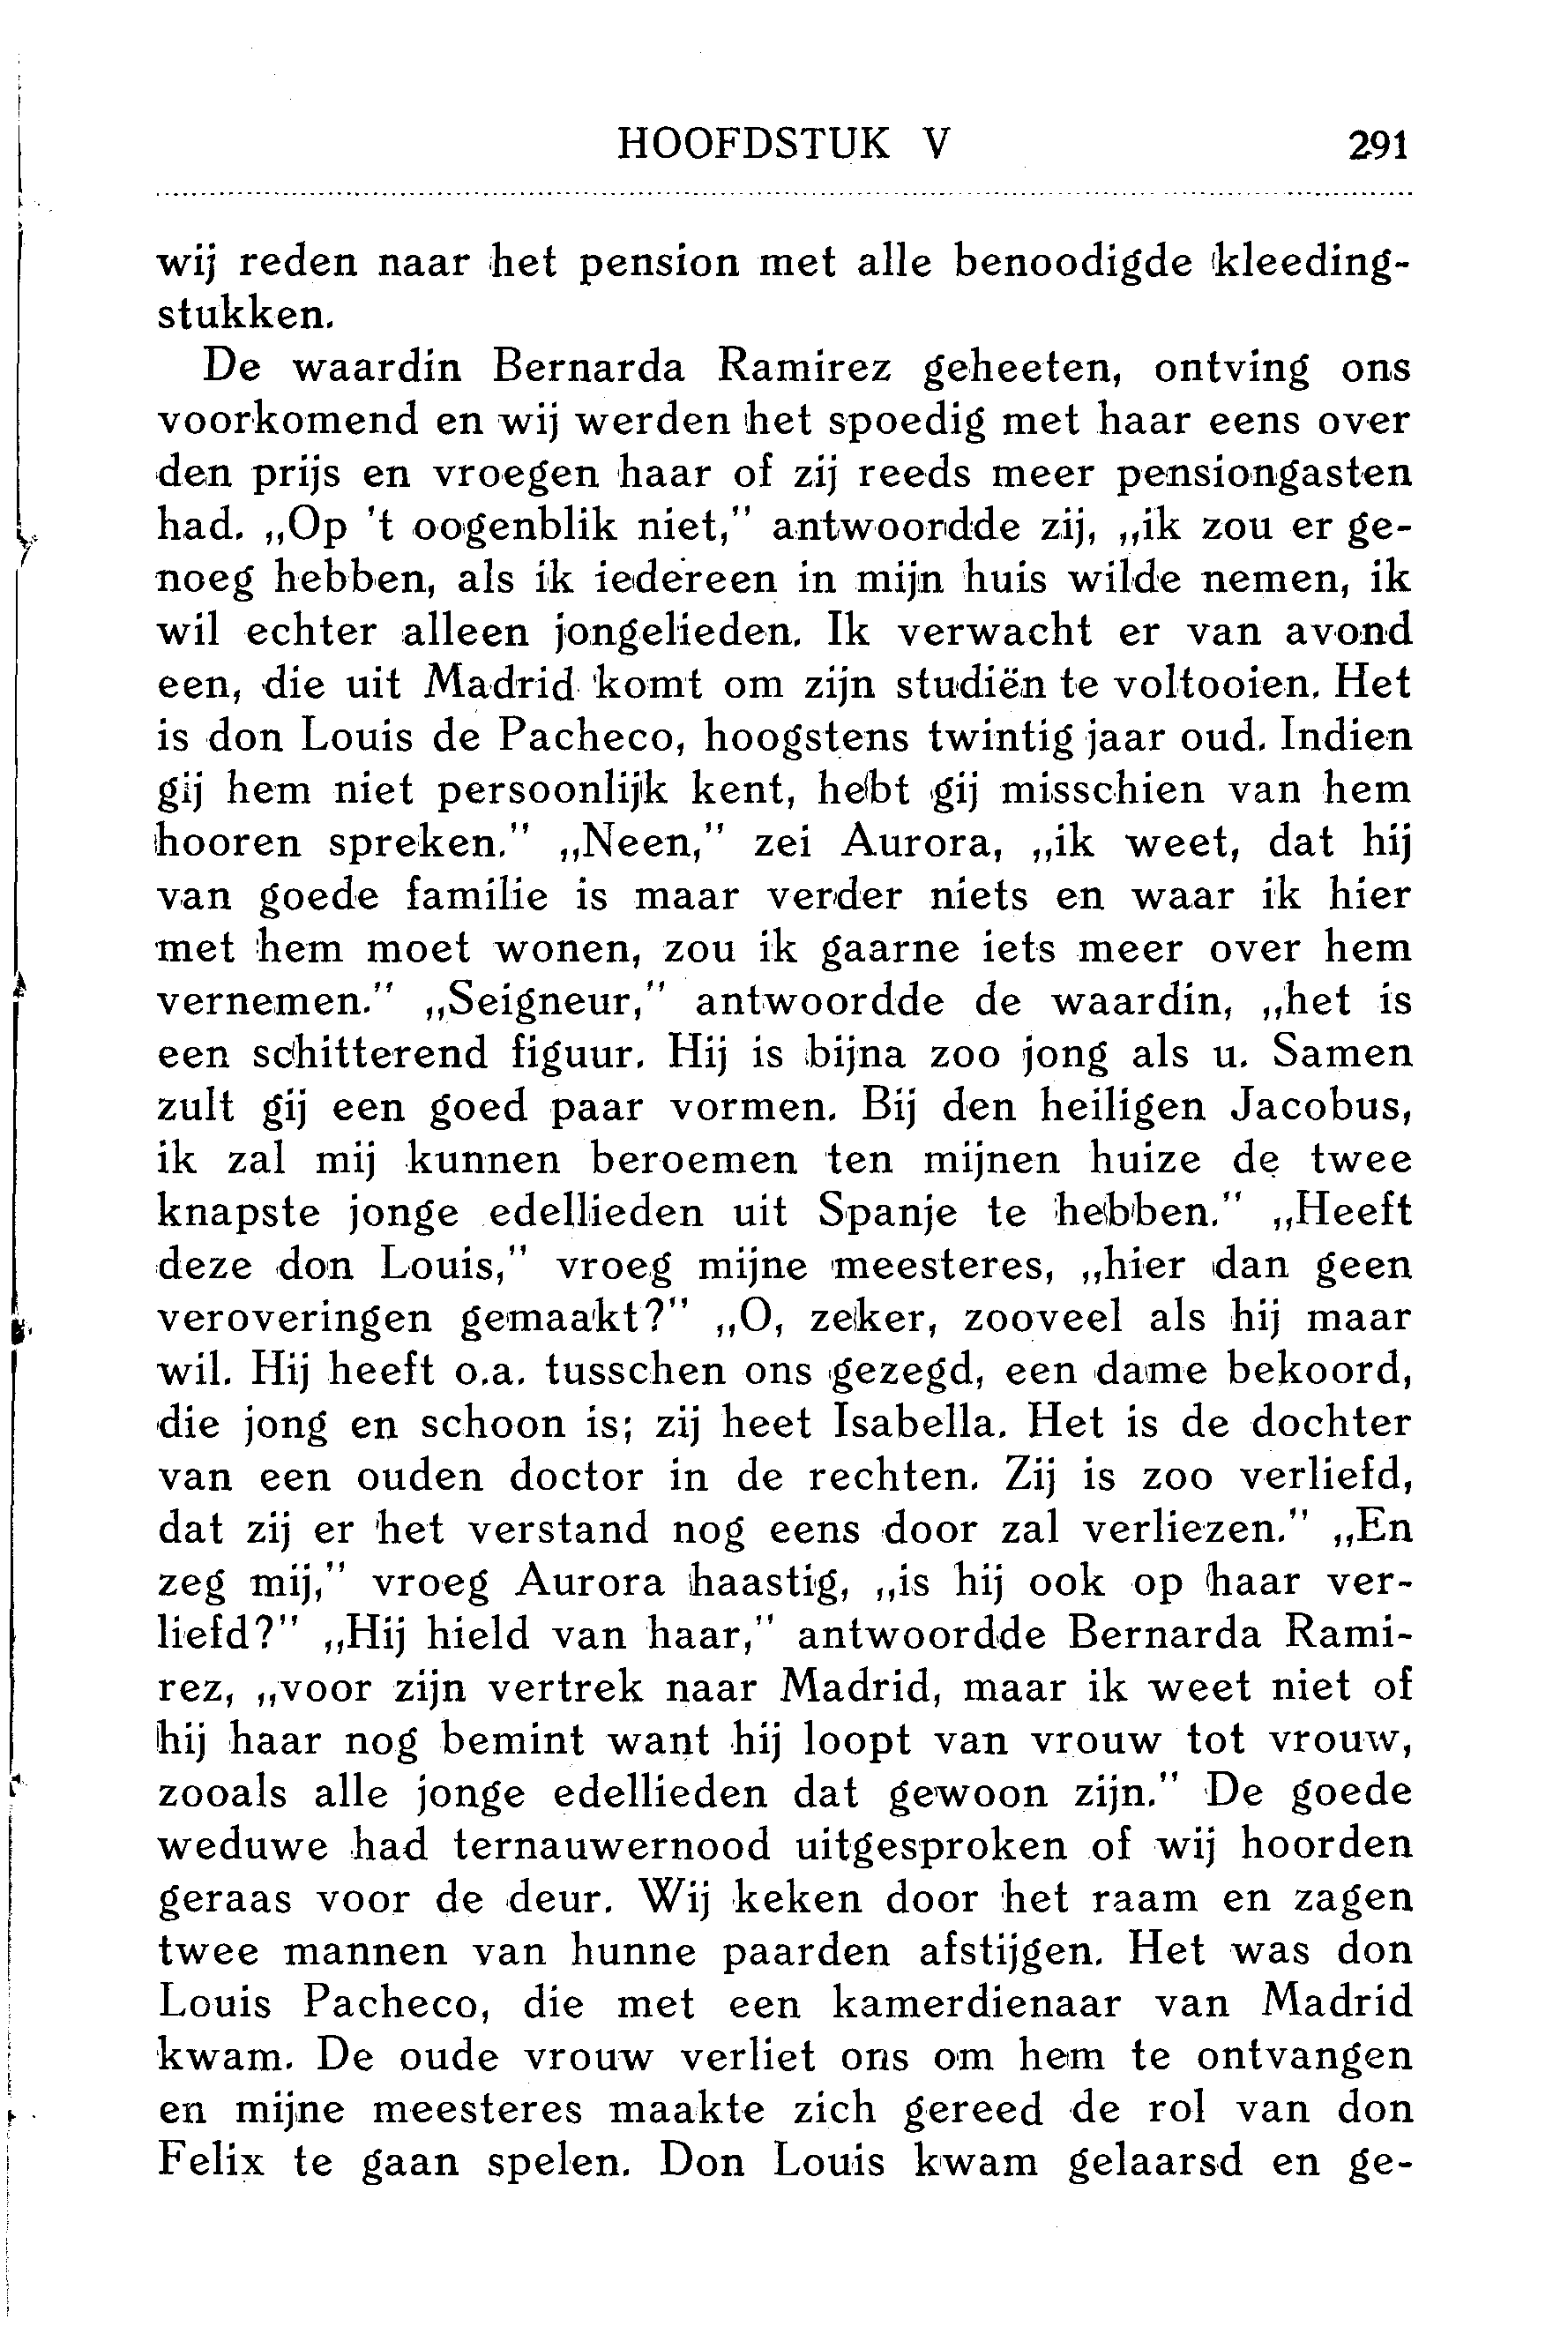 HOOFDSTUK V 291
wij reden naar het pension met alle benoodigde kleeding-
stukken.
De waardin Bernarda Ramirez geheeten, ontving ons
voorkomend en wij werden het spoedig met haar eens over
den prijs en vroegen haar of zij reeds meer pensiongasten
had. „Op 't oogenblik niet,” antwoordde zij, „ik zou er ge-
noeg hebben, als ik iedereen in mijn huis wilde nemen, ik
wil echter alleen jongelieden. Ik verwacht er van avond
een, die uit Madrid komt om zijn studiën te voltooien. Het
is don Louis de Pacheco, hoogstens twintig jaar oud. Indien
gij hem niet persoonlijk kent, hebt gij misschien van hem
hooren spreken.” „Neen,” zei Aurora, „ik weet, dat hij
van goede familie is maar verder niets en waar ik hier
met hem moet wonen, zou ik gaarne iets meer over hem
vernemen.” „Seigneur,” antwoordde de waardin, „het is
een schitterend figuur. Hij is bijna zoo jong als u. Samen
zult gij een goed paar vormen. Bij den heiligen Jacobus,
ik zal mij kunnen beroemen ten mijnen huize de twee
knapste jonge edellieden uit Spanje te hebben.” „Heeft
deze don Louis,” vroeg mijne meesteres, „hier dan geen
veroveringen gemaakt?” „O, zeker, zooveel als hij maar
wil. Hij heeft o.a. tusschen ons gezegd, een dame bekoord,
die jong en schoon is; zij heet Isabella. Het is de dochter
van een ouden doctor in de rechten. Zij is zoo verliefd,
dat zij er het verstand nog eens door zal verliezen.” „En
zeg mij,” vroeg Aurora haastig, „is hij ook op haar ver-
liefd?” „Hij hield van haar,” antwoordde Bernarda Rami-
rez, „voor zijn vertrek naar Madrid, maar ik weet niet of
hij haar nog bemint want hij loopt van vrouw tot vrouw,
zooals alle jonge edellieden dat gewoon zijn.” De goede
weduwe had ternauwernood uitgesproken of wij hoorden
geraas voor de deur. Wij keken door het raam en zagen
twee mannen van hunne paarden afstijgen. Het was don
Louis Pacheco, die met een kamerdienaar van Madrid
kwam. De oude vrouw verliet ons om hem te ontvangen
en mijne meesteres maakte zich gereed de rol van don
Felix te gaan spelen. Don Louis kwam gelaarsd en ge-